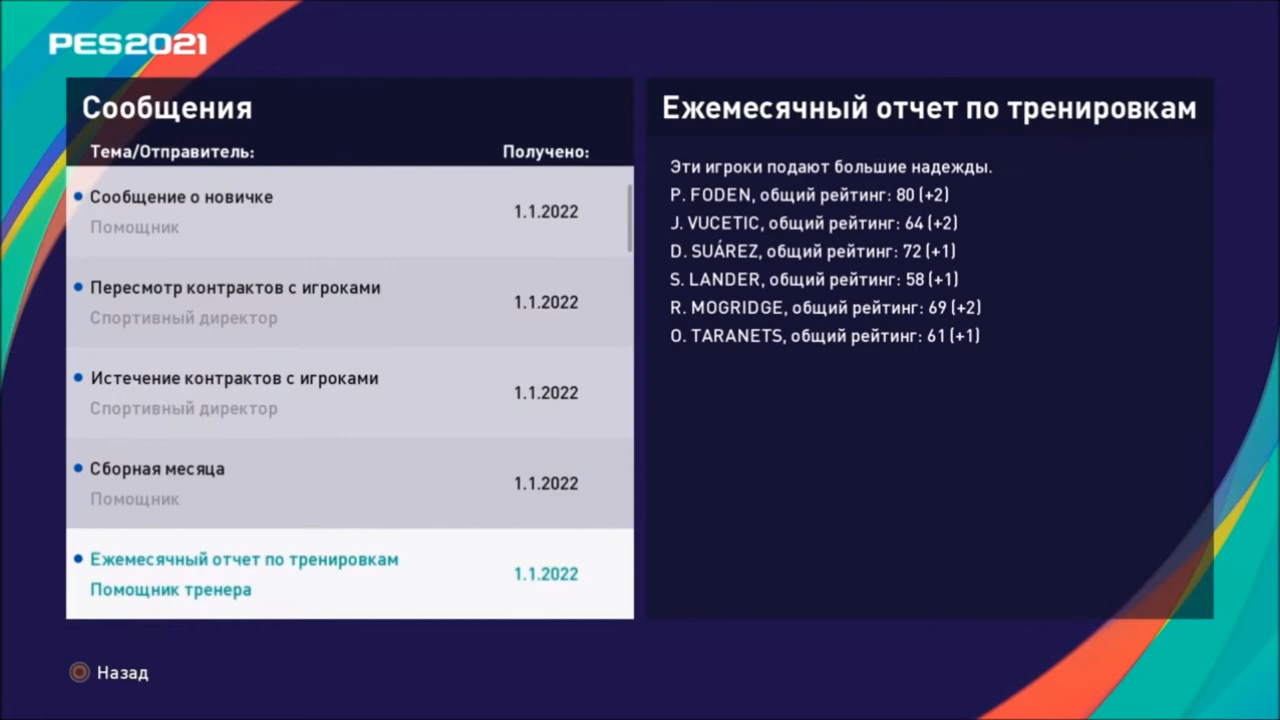 PES2021
Сообщения
Тема/Отправитель: Получено:
Сообщение о новичке
Помощник
1.1.2022
Пересмотр контрактов с игроками
Спортивный директор
1.1.2022
Истечение контрактов с игроками
Спортивный директор
1.1.2022
Сборная месяца
Помощник
1.1.2022
Ежемесячный отчет по тренировкам
Помощник тренера
1.1.2022
Ежемесячный отчет по тренировкам
Эти игроки подают большие надежды.
P. FODEN, общий рейтинг: 80 (+2)
J. VUCETIC, общий рейтинг: 64 (+2)
D. SUÁREZ, общий рейтинг: 72 (+1)
S. LANDER, общий рейтинг: 58 (+1)
R. MOGRIDGE, общий рейтинг: 69 (+2)
O. TARANETS, общий рейтинг: 61 (+1)
Назад